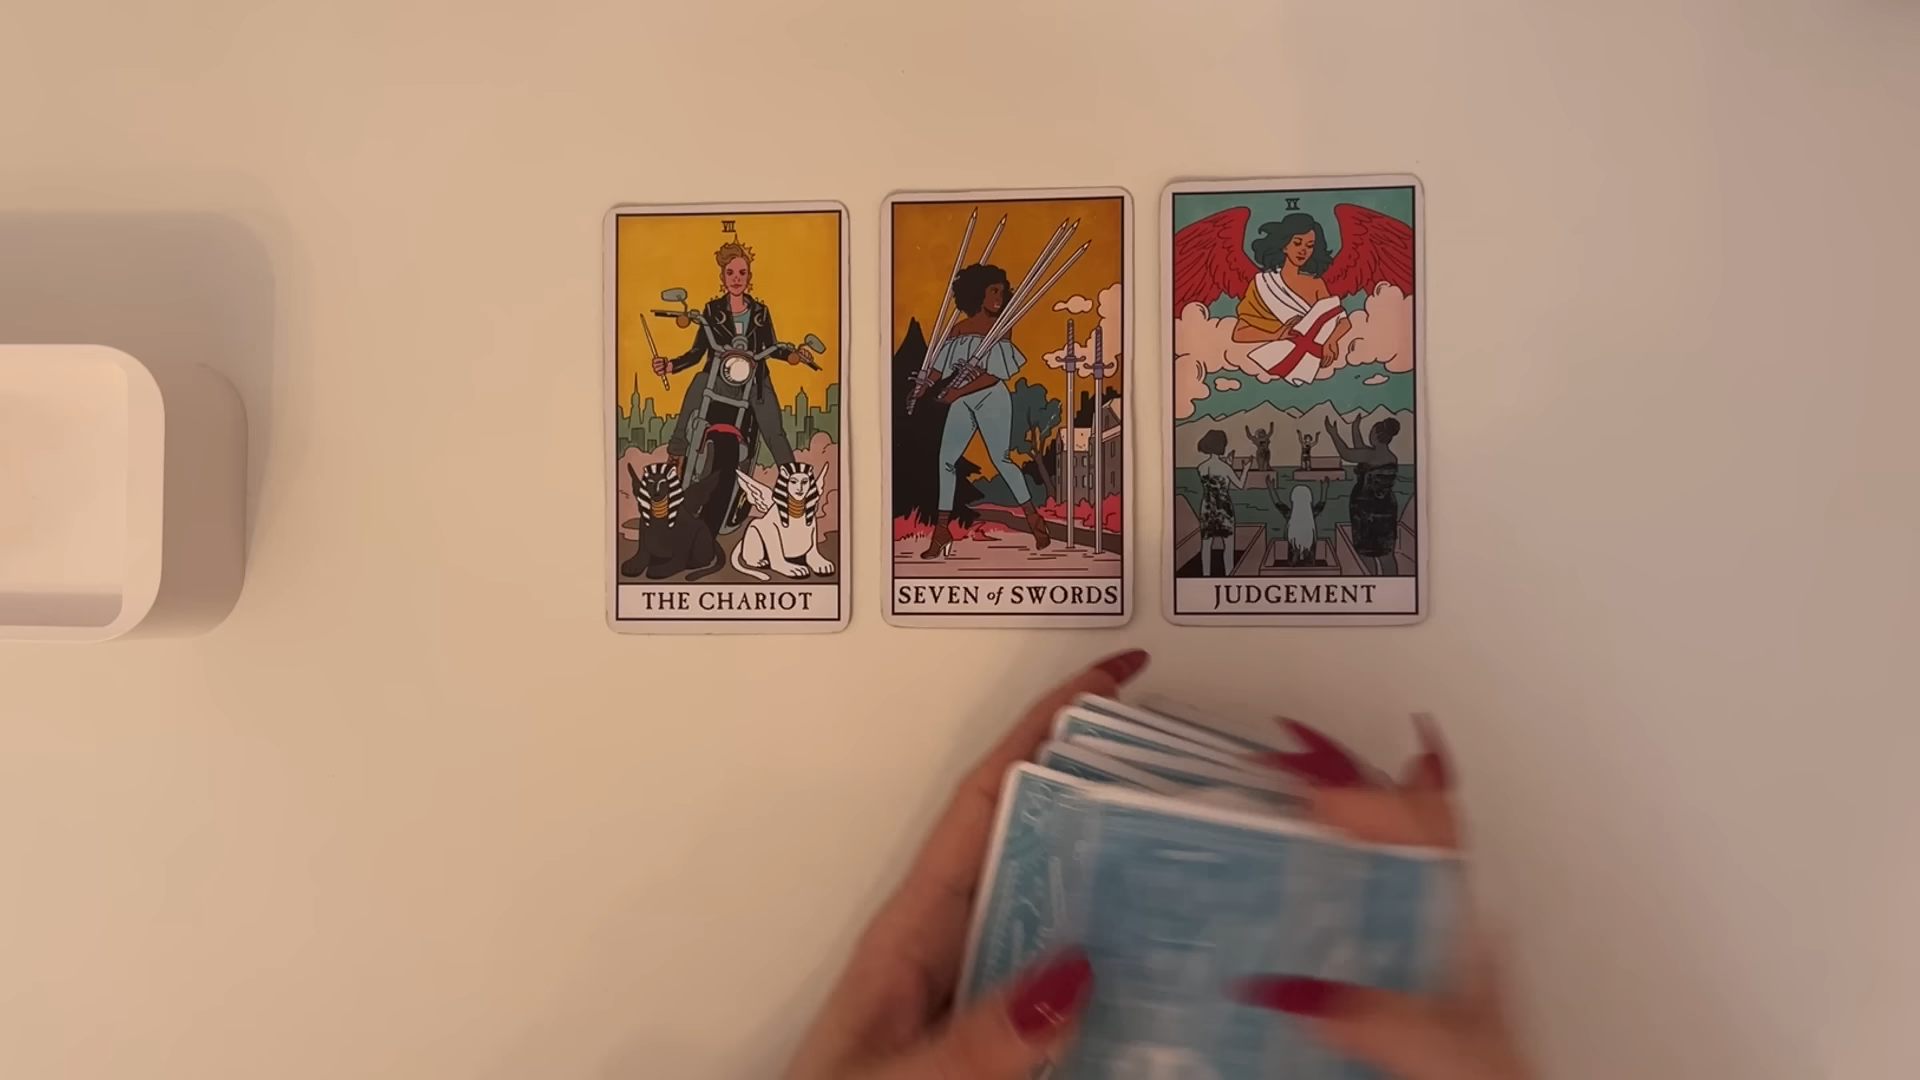 VII
THE CHARIOT
SEVEN of SWORDS
XX
JUDGEMENT